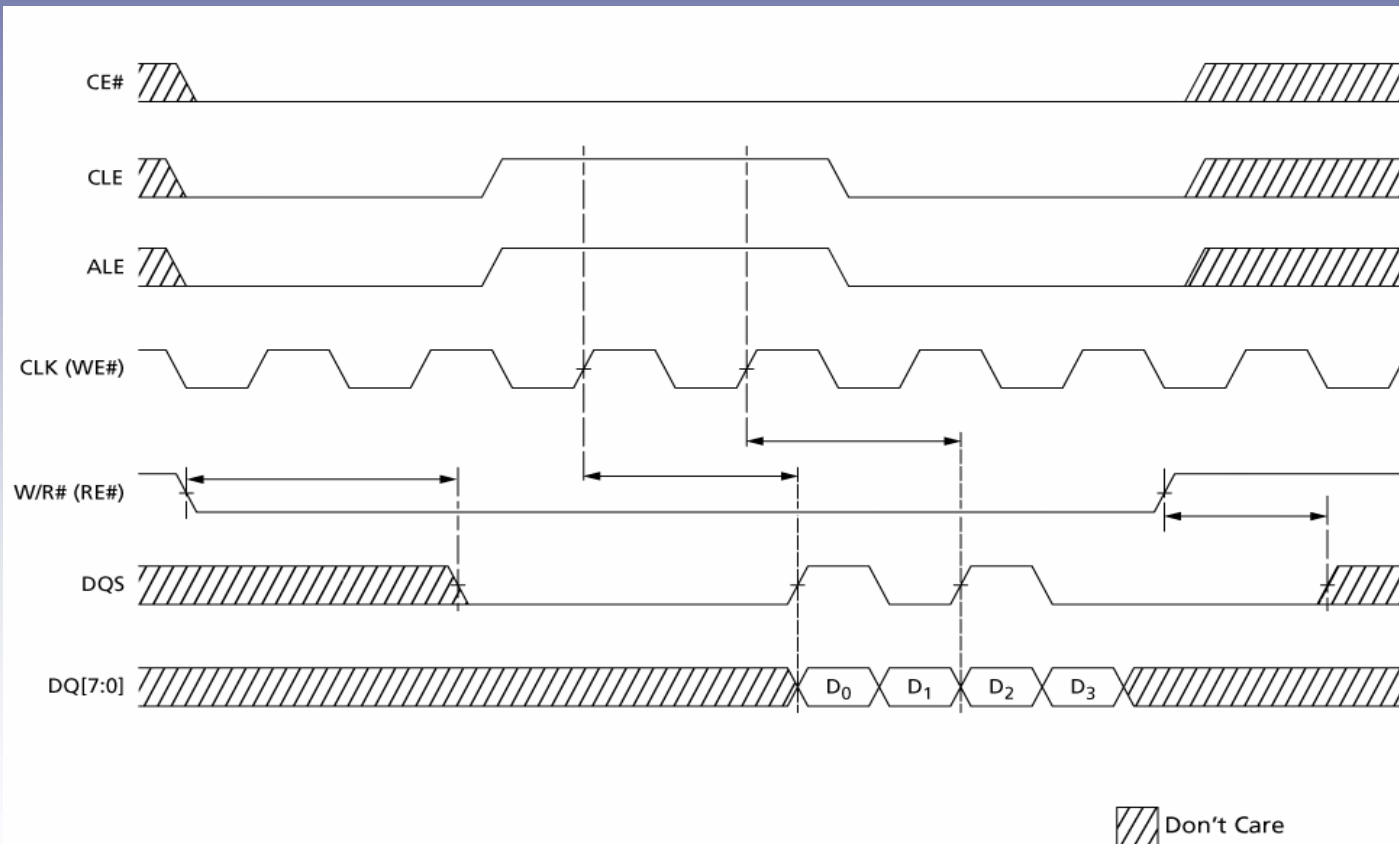 CE#
CLE
ALE
CLK (WE#)
W/R# (RE#)
DQS
DQ[7:0] D₀ D₁ D₂ D₃
Don't Care